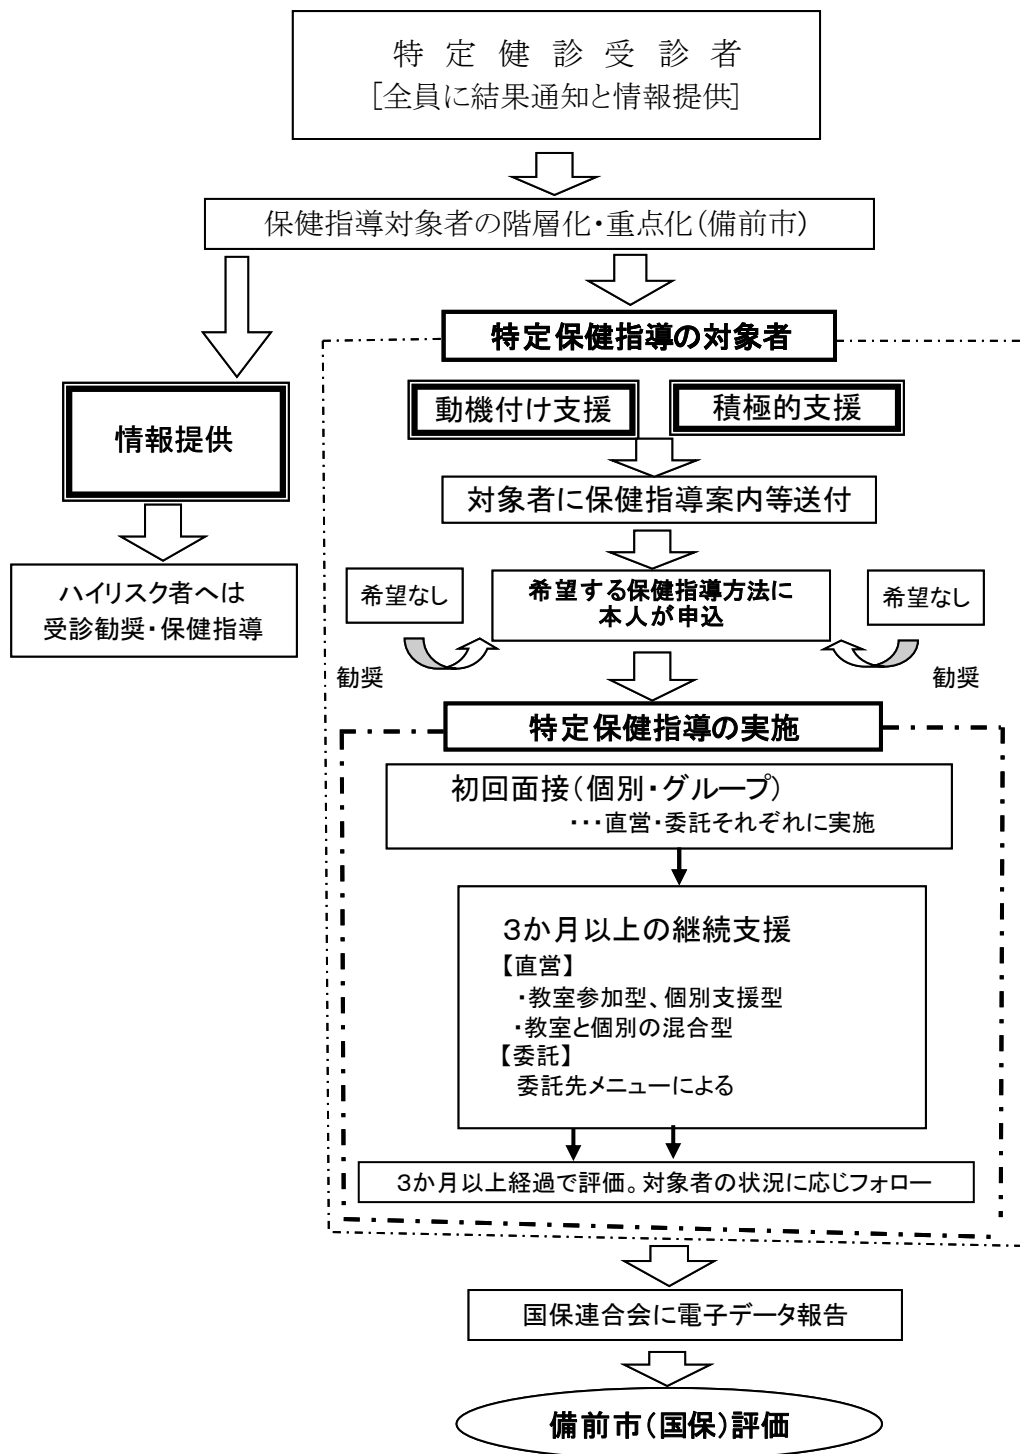 特定健診受診者
［全員に結果通知と情報提供］
保健指導対象者の階層化・重点化（備前市）
特定保健指導の対象者
情報提供
動機付け支援
積極的支援
対象者に保健指導案内等送付
ハイリスク者へは
受診勧奨・保健指導
希望なし
希望する保健指導方法に
本人が申込
希望なし
勧奨
勧奨
特定保健指導の実施
初回面接（個別・グループ）
・・・直営・委託それぞれに実施
３か月以上の継続支援
【直営】
・教室参加型、個別支援型
・教室と個別の混合型
【委託】
委託先メニューによる
３か月以上経過で評価。対象者の状況に応じフォロー
国保連合会に電子データ報告
備前市（国保）評価